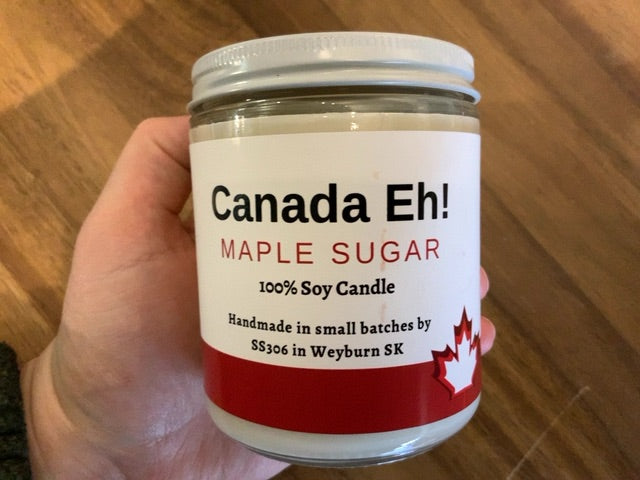 Canada Eh!
MAPLE SUGAR
100% Soy Candle
Handmade in small batches by
SS306 in Weyburn SK